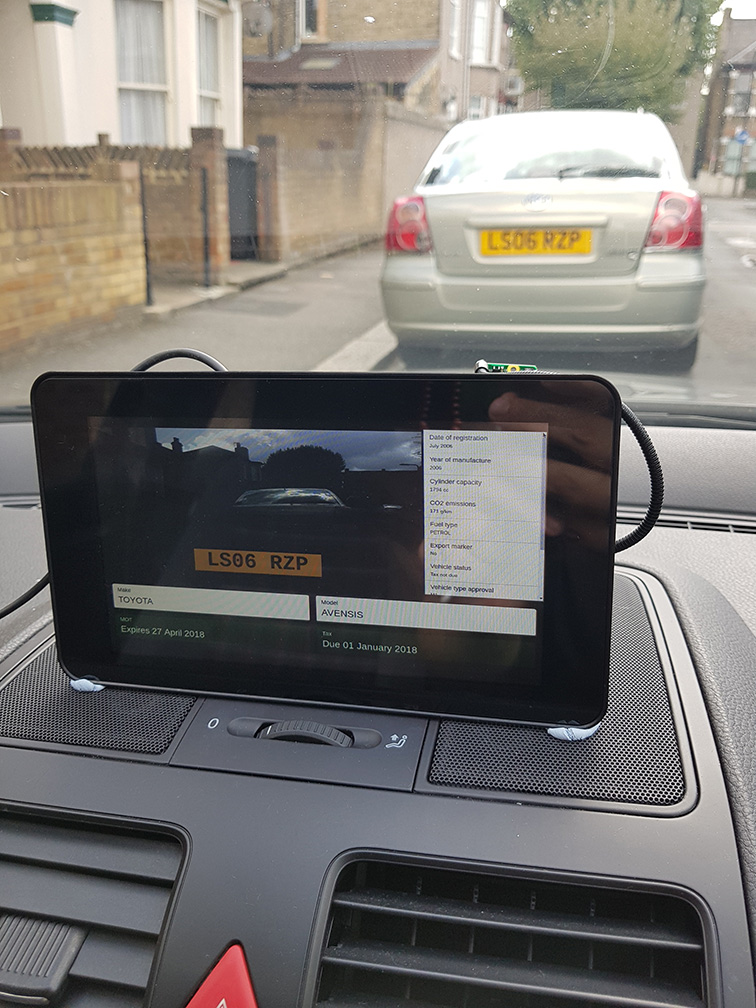 LS06 RZP
LS06 RZP
Date of registration
July 2006
Year of manufacture
2006
Cylinder capacity
1794 cc
CO2 emissions
171 g/km
Fuel type
PETROL
Export marker
No
Vehicle status
Tax not due
Vehicle type approval
Make
TOYOTA
Model
AVENSIS
MOT
Expires 27 April 2018
Tax
Due 01 January 2018
0